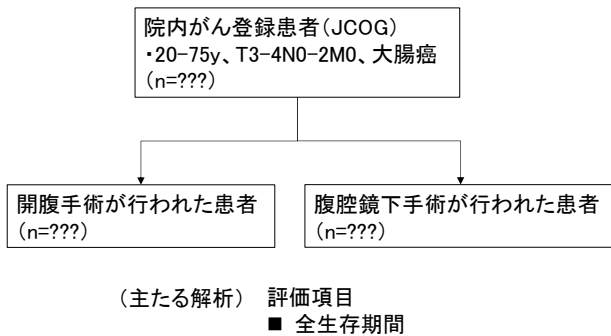 院内がん登録患者(JCOG)
・20-75y、T3-4N0-2M0、大腸癌
(n=???)
開腹手術が行われた患者
(n=???)
腹腔鏡下手術が行われた患者
(n=???)
(主たる解析) 評価項目
■ 全生存期間